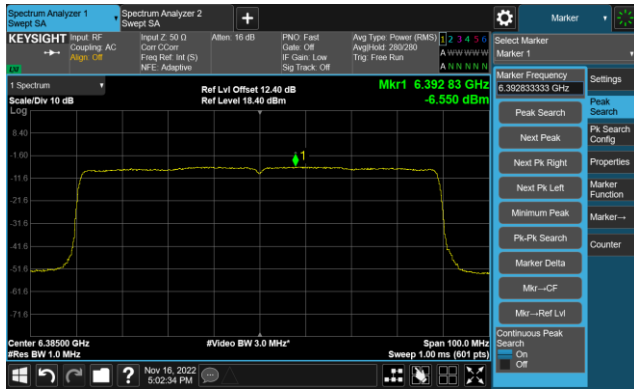 Spectrum Analyzer 1
Swept SA
Spectrum Analyzer 2
Swept SA
+
Marker
KEYSIGHT
Input: RF
Coupling: AC
Align: Off
Input Z: 50 Ω
Corr CCorr
Freq Ref: Int (S)
NFE: Adaptive
Atten: 16 dB
PNO: Fast
Gate: Off
IF Gain: Low
Sig Track: Off
Avg Type: Power (RMS)
Avg|Hold: 280/280
Trig: Free Run
1 2 3 4 5 6
A W W W W W
A N N N N N
Select Marker
Marker 1
1 Spectrum
Scale/Div 10 dB
Log
Ref Lvl Offset 12.40 dB
Ref Level 18.40 dBm
Mkr1 6.392 83 GHz
-6.550 dBm
8.40
-1.60
-11.6
-21.6
-31.6
-41.6
-51.6
-61.6
-71.6
1
Center 6.38500 GHz
#Res BW 1.0 MHz
#Video BW 3.0 MHz*
Span 100.0 MHz
Sweep 1.00 ms (601 pts)
Marker Frequency
6.392833333 GHz
Peak Search
Next Peak
Next Pk Right
Next Pk Left
Minimum Peak
Pk-Pk Search
Marker Delta
Mkr→CF
Mkr→Ref Lvl
Continuous Peak
Search
On
Off
Settings
Peak
Search
Pk Search
Config
Properties
Marker
Function
Marker→
Counter
?
Nov 16, 2022
5:02:34 PM